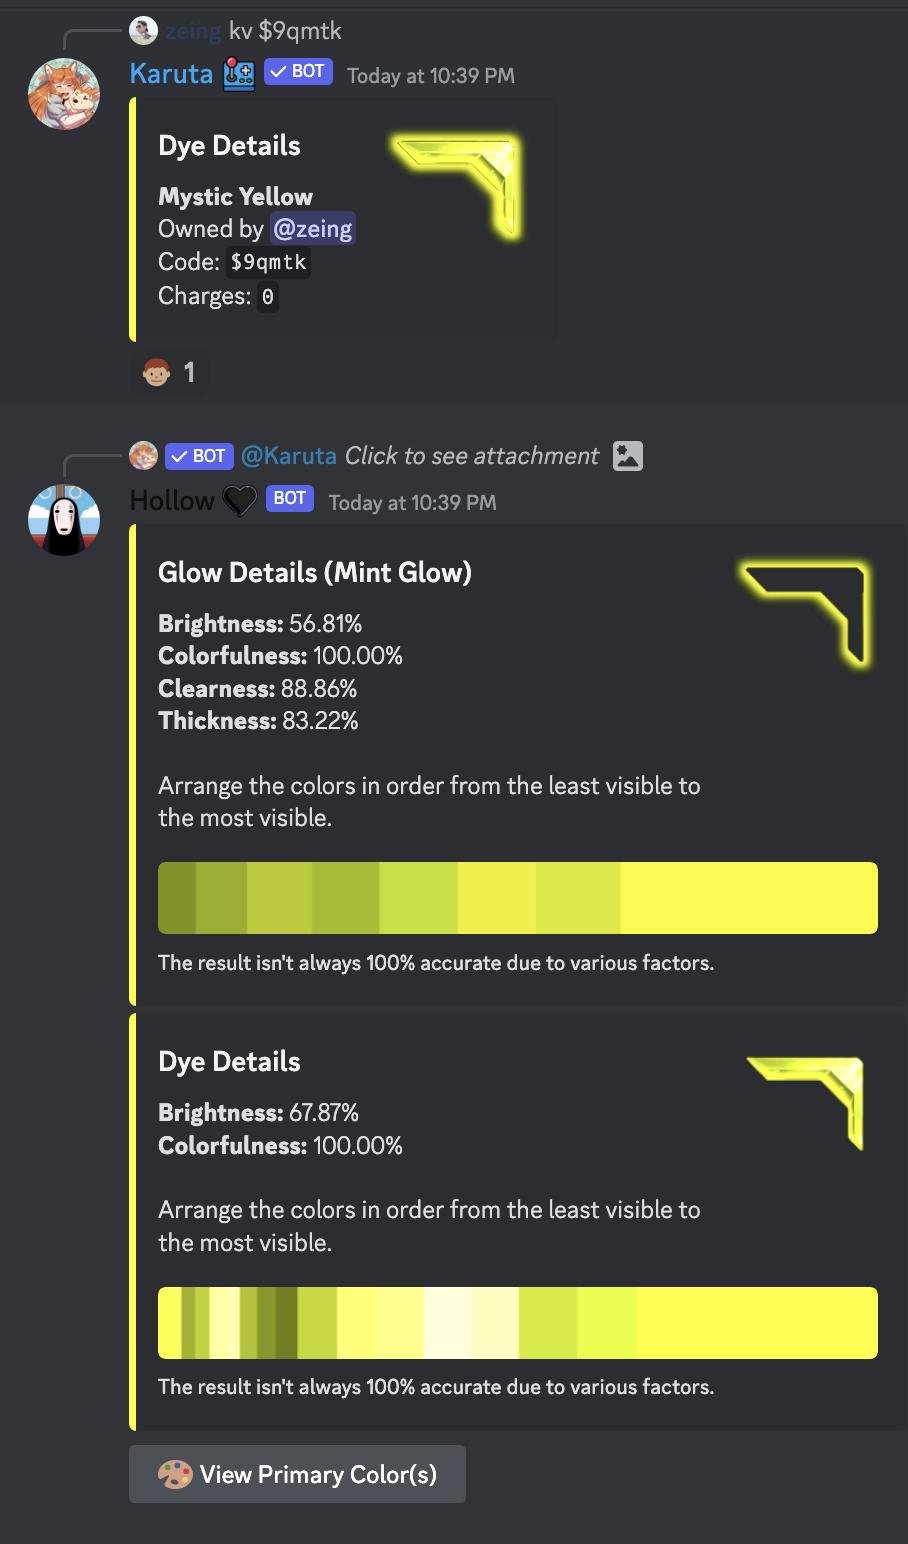 zeing kv $9qmtk
Karuta BOT Today at 10:39 PM
Dye Details
Mystic Yellow
Owned by @zeing
Code: $9qmtk
Charges: 0
1
BOT @Karuta Click to see attachment
Hollow BOT Today at 10:39 PM
Glow Details (Mint Glow)
Brightness: 56.81%
Colorfulness: 100.00%
Clearness: 88.86%
Thickness: 83.22%
Arrange the colors in order from the least visible to
the most visible.
The result isn't always 100% accurate due to various factors.
Dye Details
Brightness: 67.87%
Colorfulness: 100.00%
Arrange the colors in order from the least visible to
the most visible.
The result isn't always 100% accurate due to various factors.
View Primary Color(s)